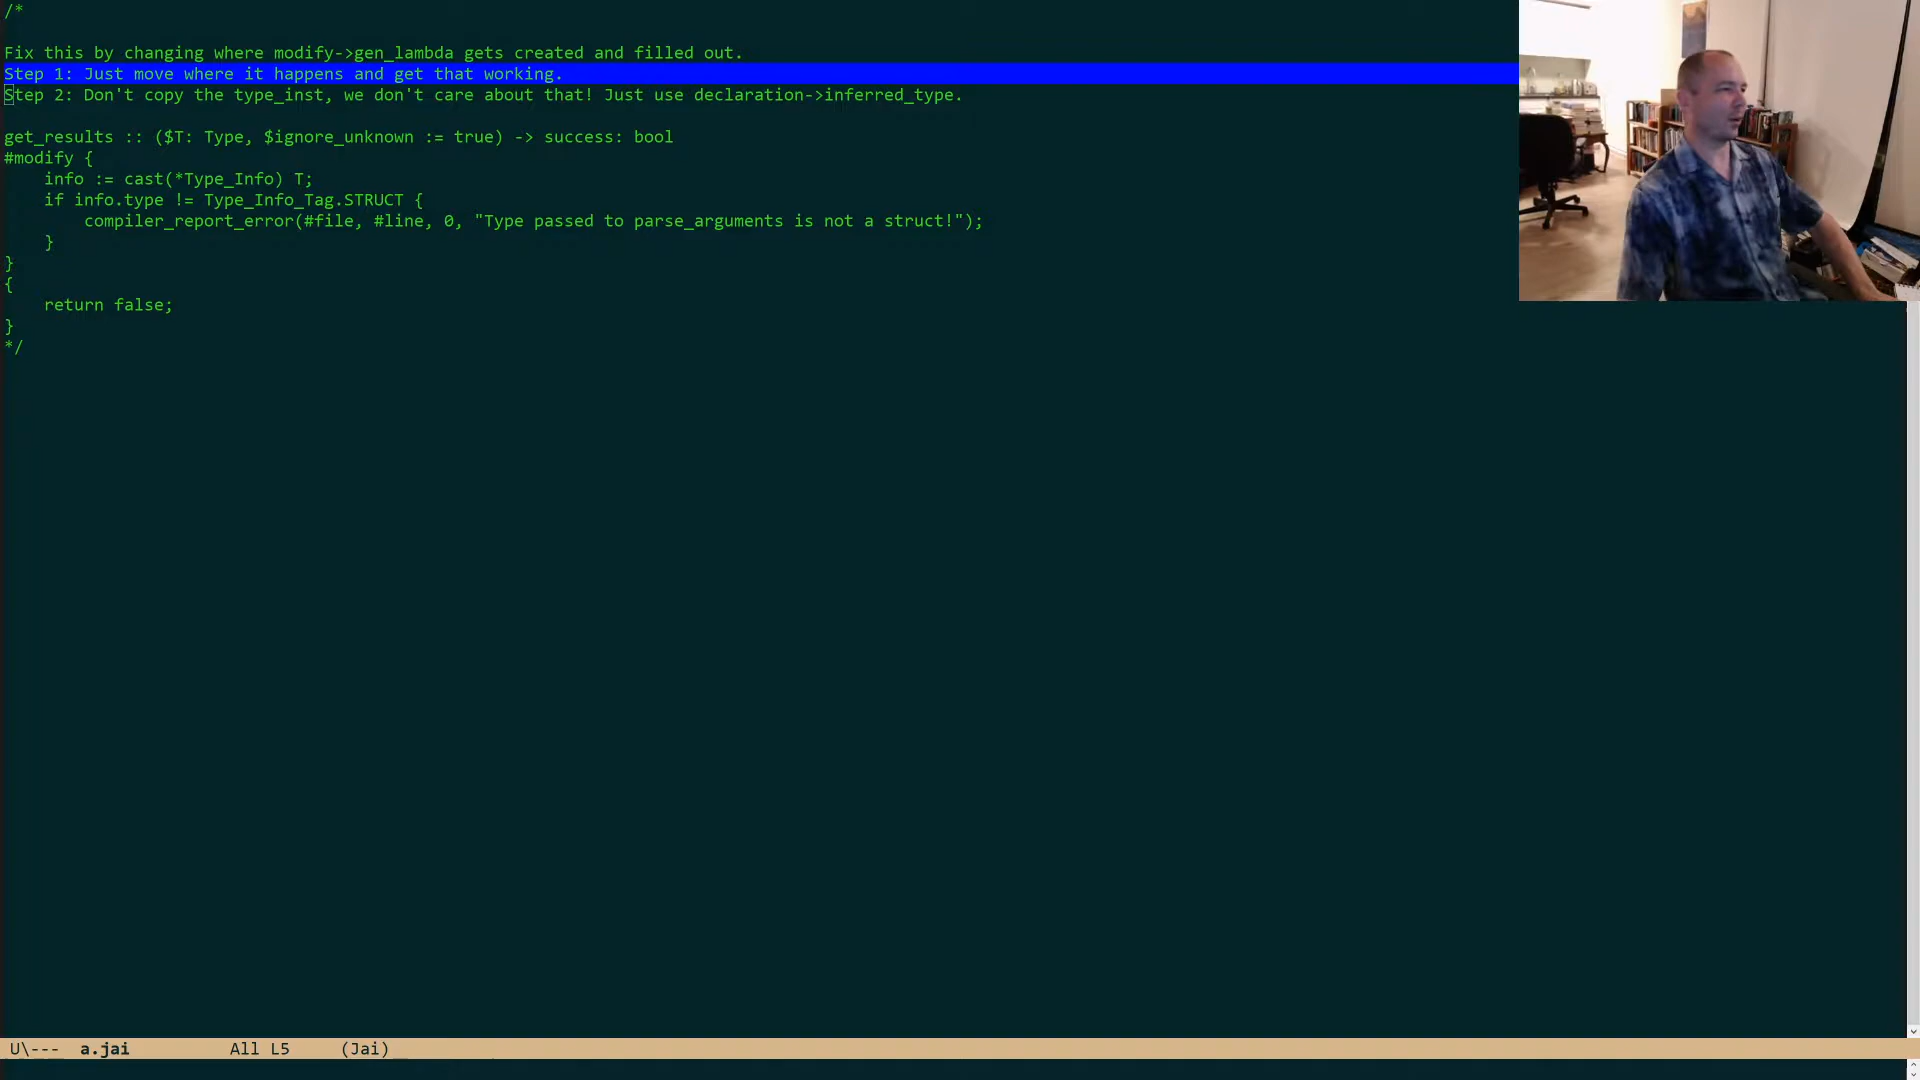 /*
Fix this by changing where modify->gen_lambda gets created and filled out.
Step 1: Just move where it happens and get that working.
Step 2: Don't copy the type_inst, we don't care about that! Just use declaration->inferred_type.
get_results :: ($T: Type, $ignore_unknown := true) -> success: bool
#modify {
    info := cast(*Type_Info) T;
    if info.type != Type_Info_Tag.STRUCT {
        compiler_report_error(#file, #line, 0, "Type passed to parse_arguments is not a struct!");
    }
}
{
    return false;
}
*/
U\--- a.jai All L5 (Jai)